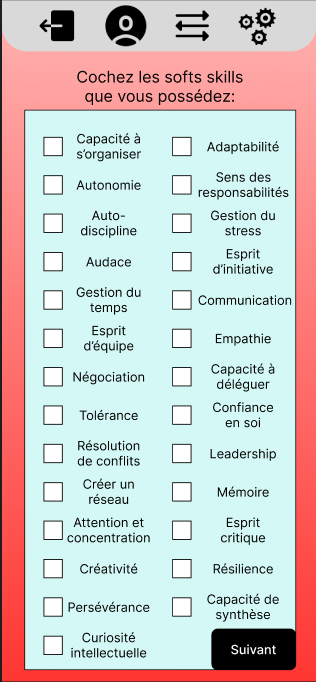 Cochez les softs skills
que vous possédez:
Capacité à
s'organiser
Adaptabilité
Autonomie
Sens des
responsabilités
Auto-
discipline
Gestion du
stress
Audace
Esprit
d'initiative
Gestion du
temps
Communication
Esprit
d'équipe
Empathie
Négociation
Capacité à
déléguer
Tolérance
Confiance
en soi
Résolution
de conflits
Leadership
Créer un
réseau
Mémoire
Attention et
concentration
Esprit
critique
Créativité
Résilience
Persévérance
Capacité de
synthèse
Curiosité
intellectuelle
Suivant